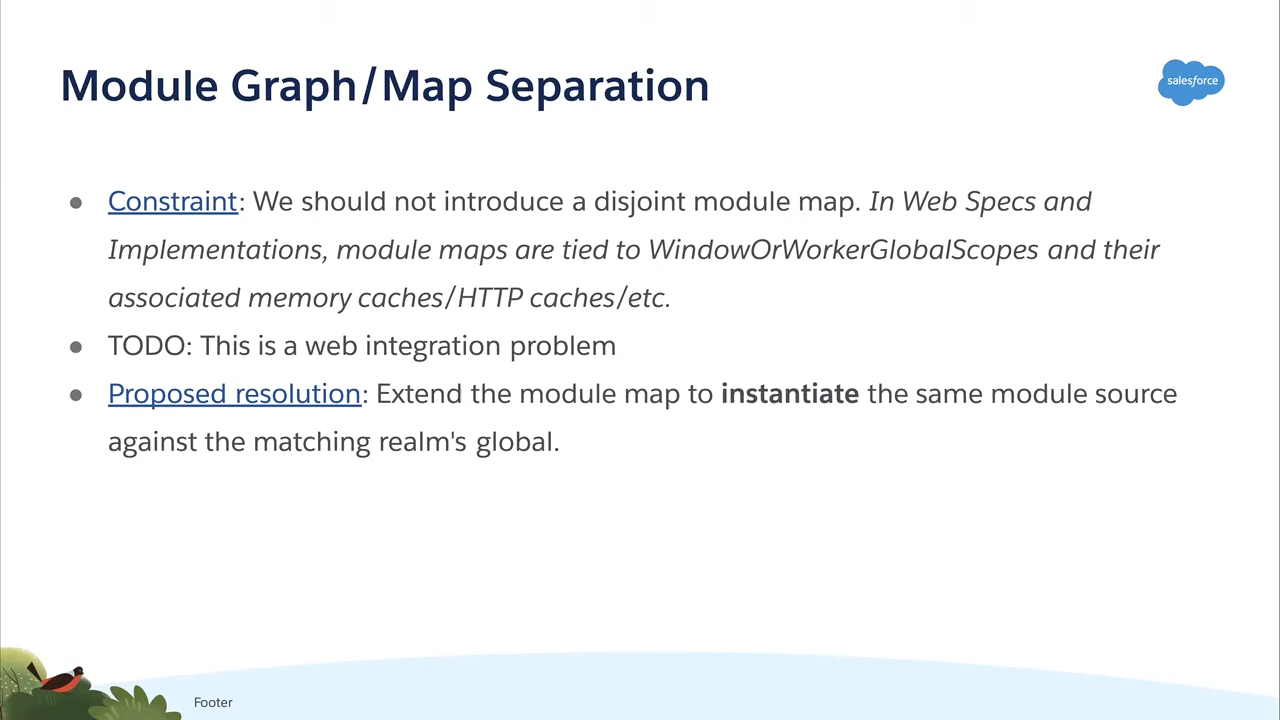 Module Graph/Map Separation
salesforce
● Constraint: We should not introduce a disjoint module map. In Web Specs and
Implementations, module maps are tied to WindowOrWorkerGlobalScopes and their
associated memory caches/HTTP caches/etc.
● TODO: This is a web integration problem
● Proposed resolution: Extend the module map to instantiate the same module source
against the matching realm's global.
Footer